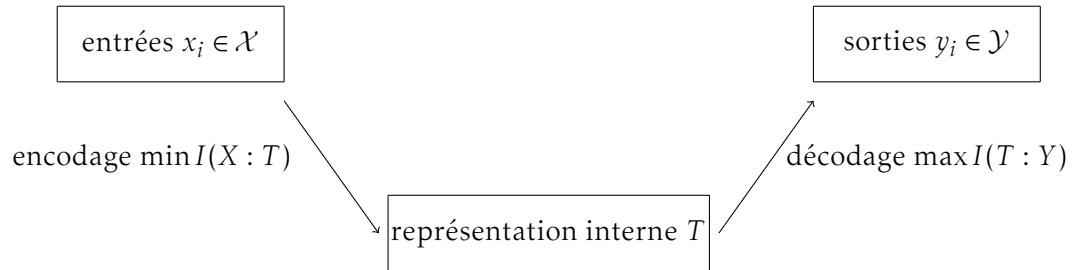 entrées $x_i \in \mathcal{X}$
sorties $y_i \in \mathcal{Y}$
encodage $\min I(X : T)$
décodage $\max I(T : Y)$
représentation interne $T$